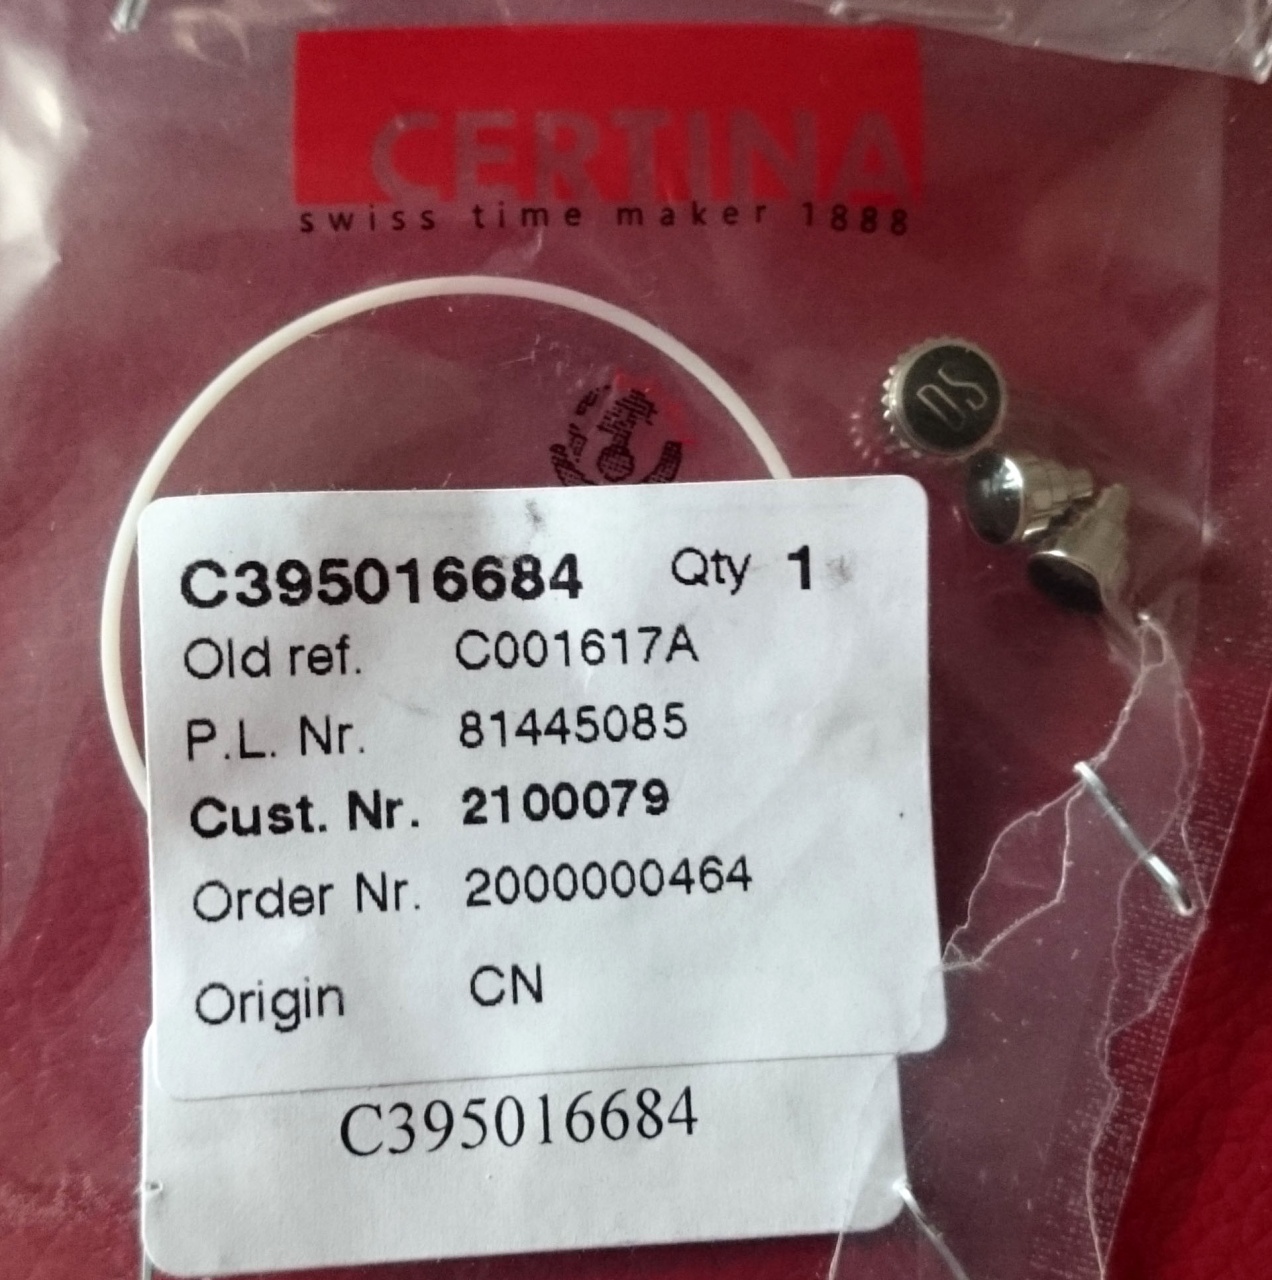 CERTINA
swiss time maker 1888
DS
C395016684 Qty 1
Old ref. C001617A
P.L. Nr. 81445085
Cust. Nr. 2100079
Order Nr. 2000000464
Origin CN
C395016684